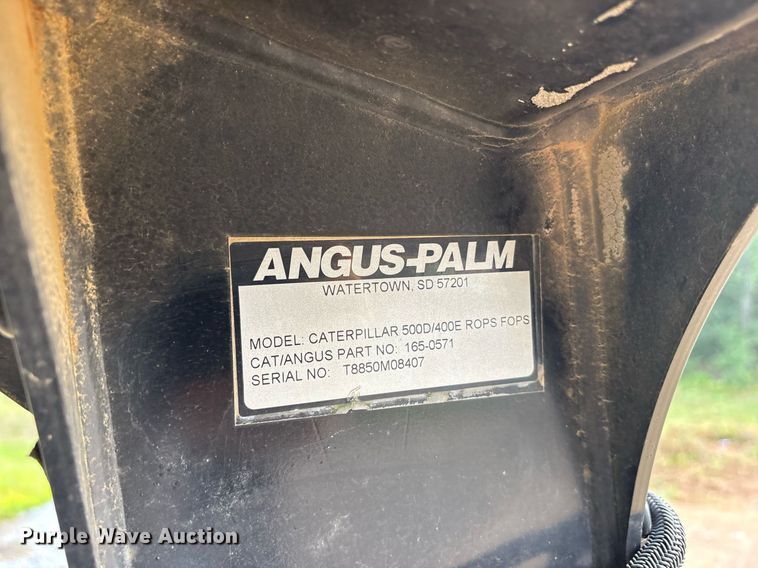 ANGUS-PALM
WATERTOWN, SD 57201
MODEL: CATERPILLAR 500D/400E ROPS FOPS
CAT/ANGUS PART NO: 165-0571
SERIAL NO: T8850M08407
Purple Wave Auction